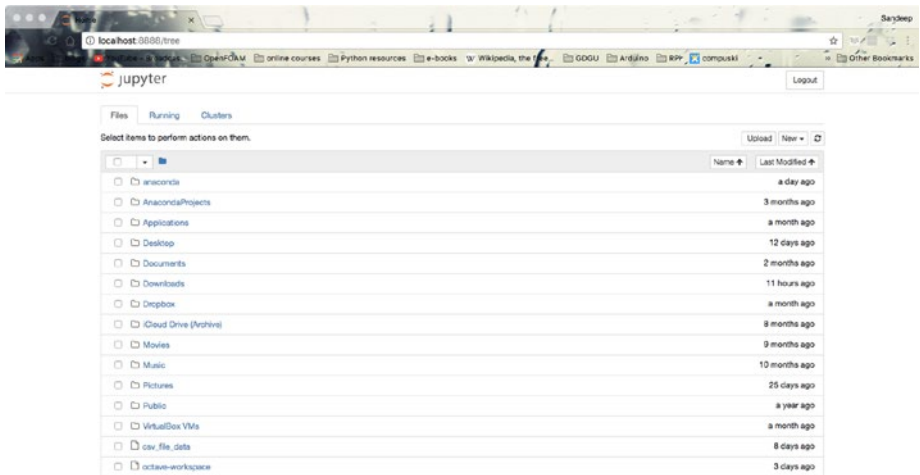 Home
Sandeep
localhost:8888/tree
Apps YouTube OpenFOAM online courses Python resources e-books Wikipedia, the free GDGU Arduino RPi compuski Other Bookmarks
jupyter Logout
Files Running Clusters
Select items to perform actions on them. Upload New
Name Last Modified
anaconda a day ago
AnacondaProjects 3 months ago
Applications a month ago
Desktop 12 days ago
Documents 2 months ago
Downloads 11 hours ago
Dropbox a month ago
iCloud Drive (Archive) 8 months ago
Movies 9 months ago
Music 10 months ago
Pictures 25 days ago
Public a year ago
VirtualBox VMs a month ago
csv_file_data 8 days ago
octave-workspace 3 days ago